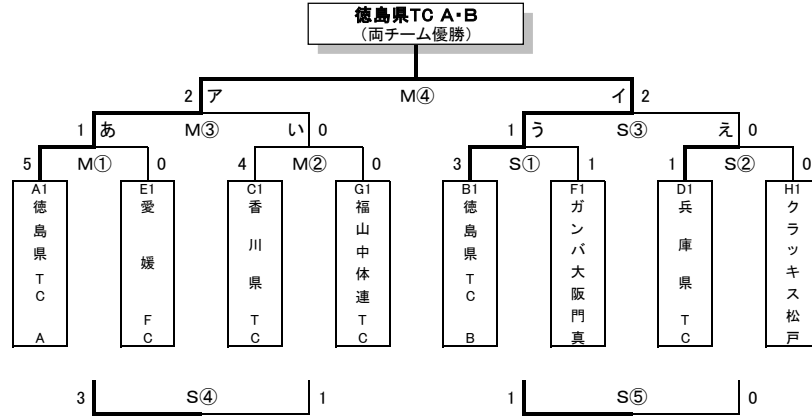 徳島県TC A・B
（両チーム優勝）
2 ア M④ イ 2
1 あ M③ い 0 1 う S③ え 0
5 M① 0 4 M② 0 3 S① 1 1 S② 0
A1 E1 C1 G1 B1 F1 D1 H1
徳島県TC A
愛媛FC
香川県TC
福山中体連TC
徳島県TC B
ガンバ大阪門真
兵庫県TC
クラッキス松戸
3 S④ 1 1 S⑤ 0